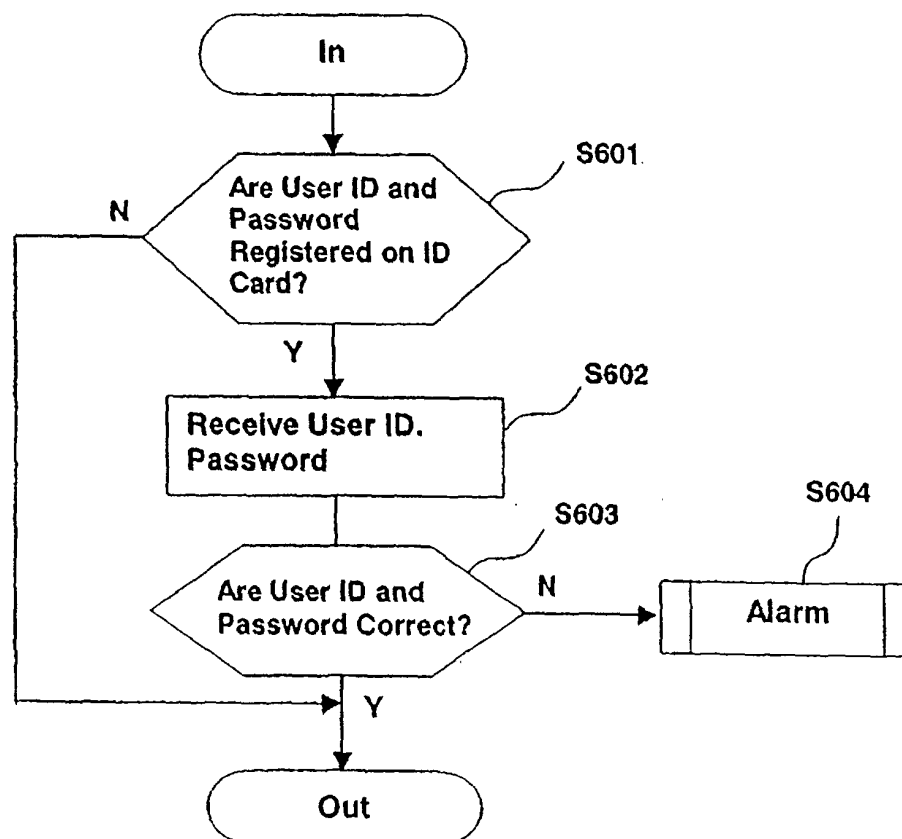 In
S601
Are User ID and
Password
Registered on ID
Card?
N
Y
S602
Receive User ID.
Password
S603
Are User ID and
Password Correct?
N
S604
Alarm
Y
Out